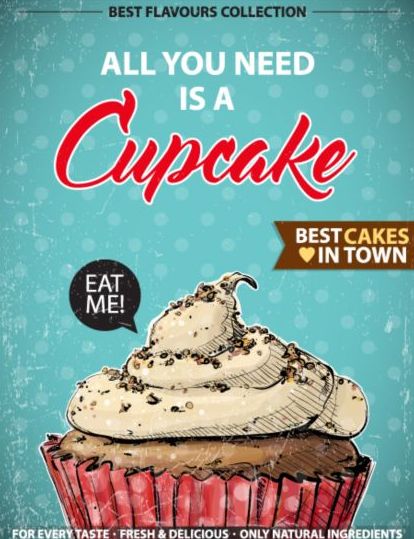 BEST FLAVOURS COLLECTION
ALL YOU NEED
IS A
Cupcake
BEST CAKES
IN TOWN
EAT
ME!
FOR EVERY TASTE · FRESH & DELICIOUS · ONLY NATURAL INGREDIENTS